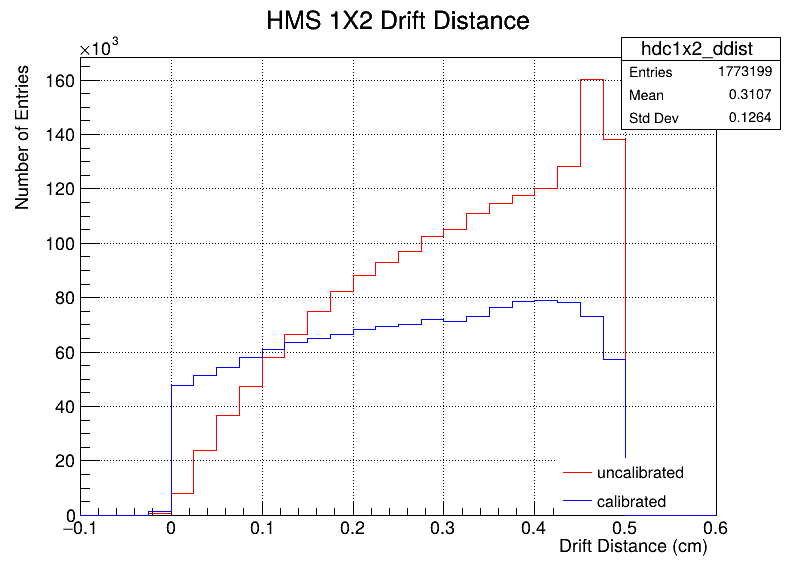 HMS 1X2 Drift Distance
×10³
hdc1x2_ddist
Entries 1773199
Mean 0.3107
Std Dev 0.1264
Number of Entries
160
140
120
100
80
60
40
20
0
−0.1 0 0.1 0.2 0.3 0.4 0.5 0.6
Drift Distance (cm)
uncalibrated
calibrated